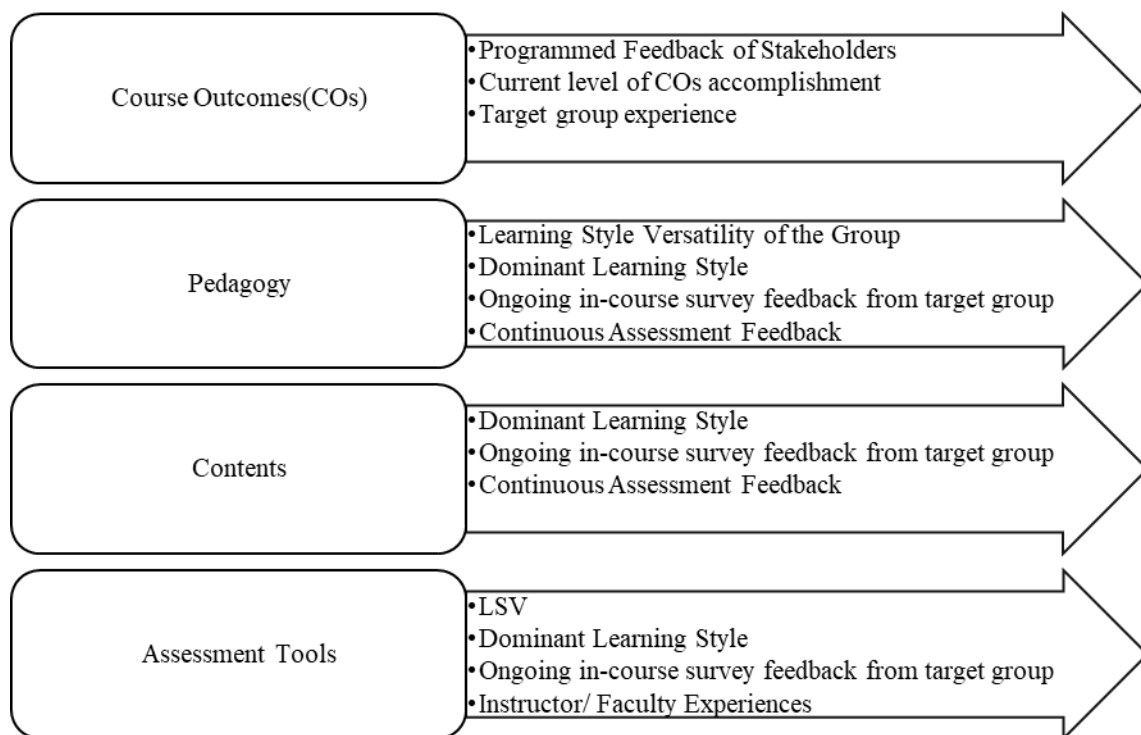 Course Outcomes(COs)
•Programmed Feedback of Stakeholders
•Current level of COs accomplishment
•Target group experience
Pedagogy
•Learning Style Versatility of the Group
•Dominant Learning Style
•Ongoing in-course survey feedback from target group
•Continuous Assessment Feedback
Contents
•Dominant Learning Style
•Ongoing in-course survey feedback from target group
•Continuous Assessment Feedback
Assessment Tools
•LSV
•Dominant Learning Style
•Ongoing in-course survey feedback from target group
•Instructor/ Faculty Experiences